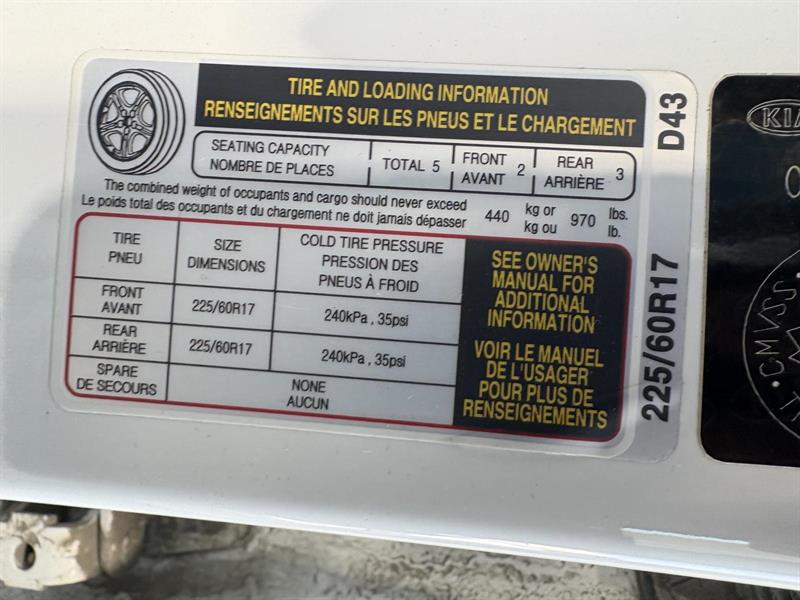 TIRE AND LOADING INFORMATION
RENSEIGNEMENTS SUR LES PNEUS ET LE CHARGEMENT
SEATING CAPACITY
NOMBRE DE PLACES
TOTAL 5
FRONT
AVANT 2
REAR
ARRIÈRE 3
The combined weight of occupants and cargo should never exceed
Le poids total des occupants et du chargement ne doit jamais dépasser
440
kg or
kg ou
970
lbs.
lb.
TIRE
PNEU
SIZE
DIMENSIONS
COLD TIRE PRESSURE
PRESSION DES
PNEUS À FROID
FRONT
AVANT
225/60R17
240kPa , 35psi
REAR
ARRIÈRE
225/60R17
240kPa , 35psi
SPARE
DE SECOURS
NONE
AUCUN
SEE OWNER'S
MANUAL FOR
ADDITIONAL
INFORMATION
VOIR LE MANUEL
DE L'USAGER
POUR PLUS DE
RENSEIGNEMENTS
225/60R17
D43
KIA
CMVSS